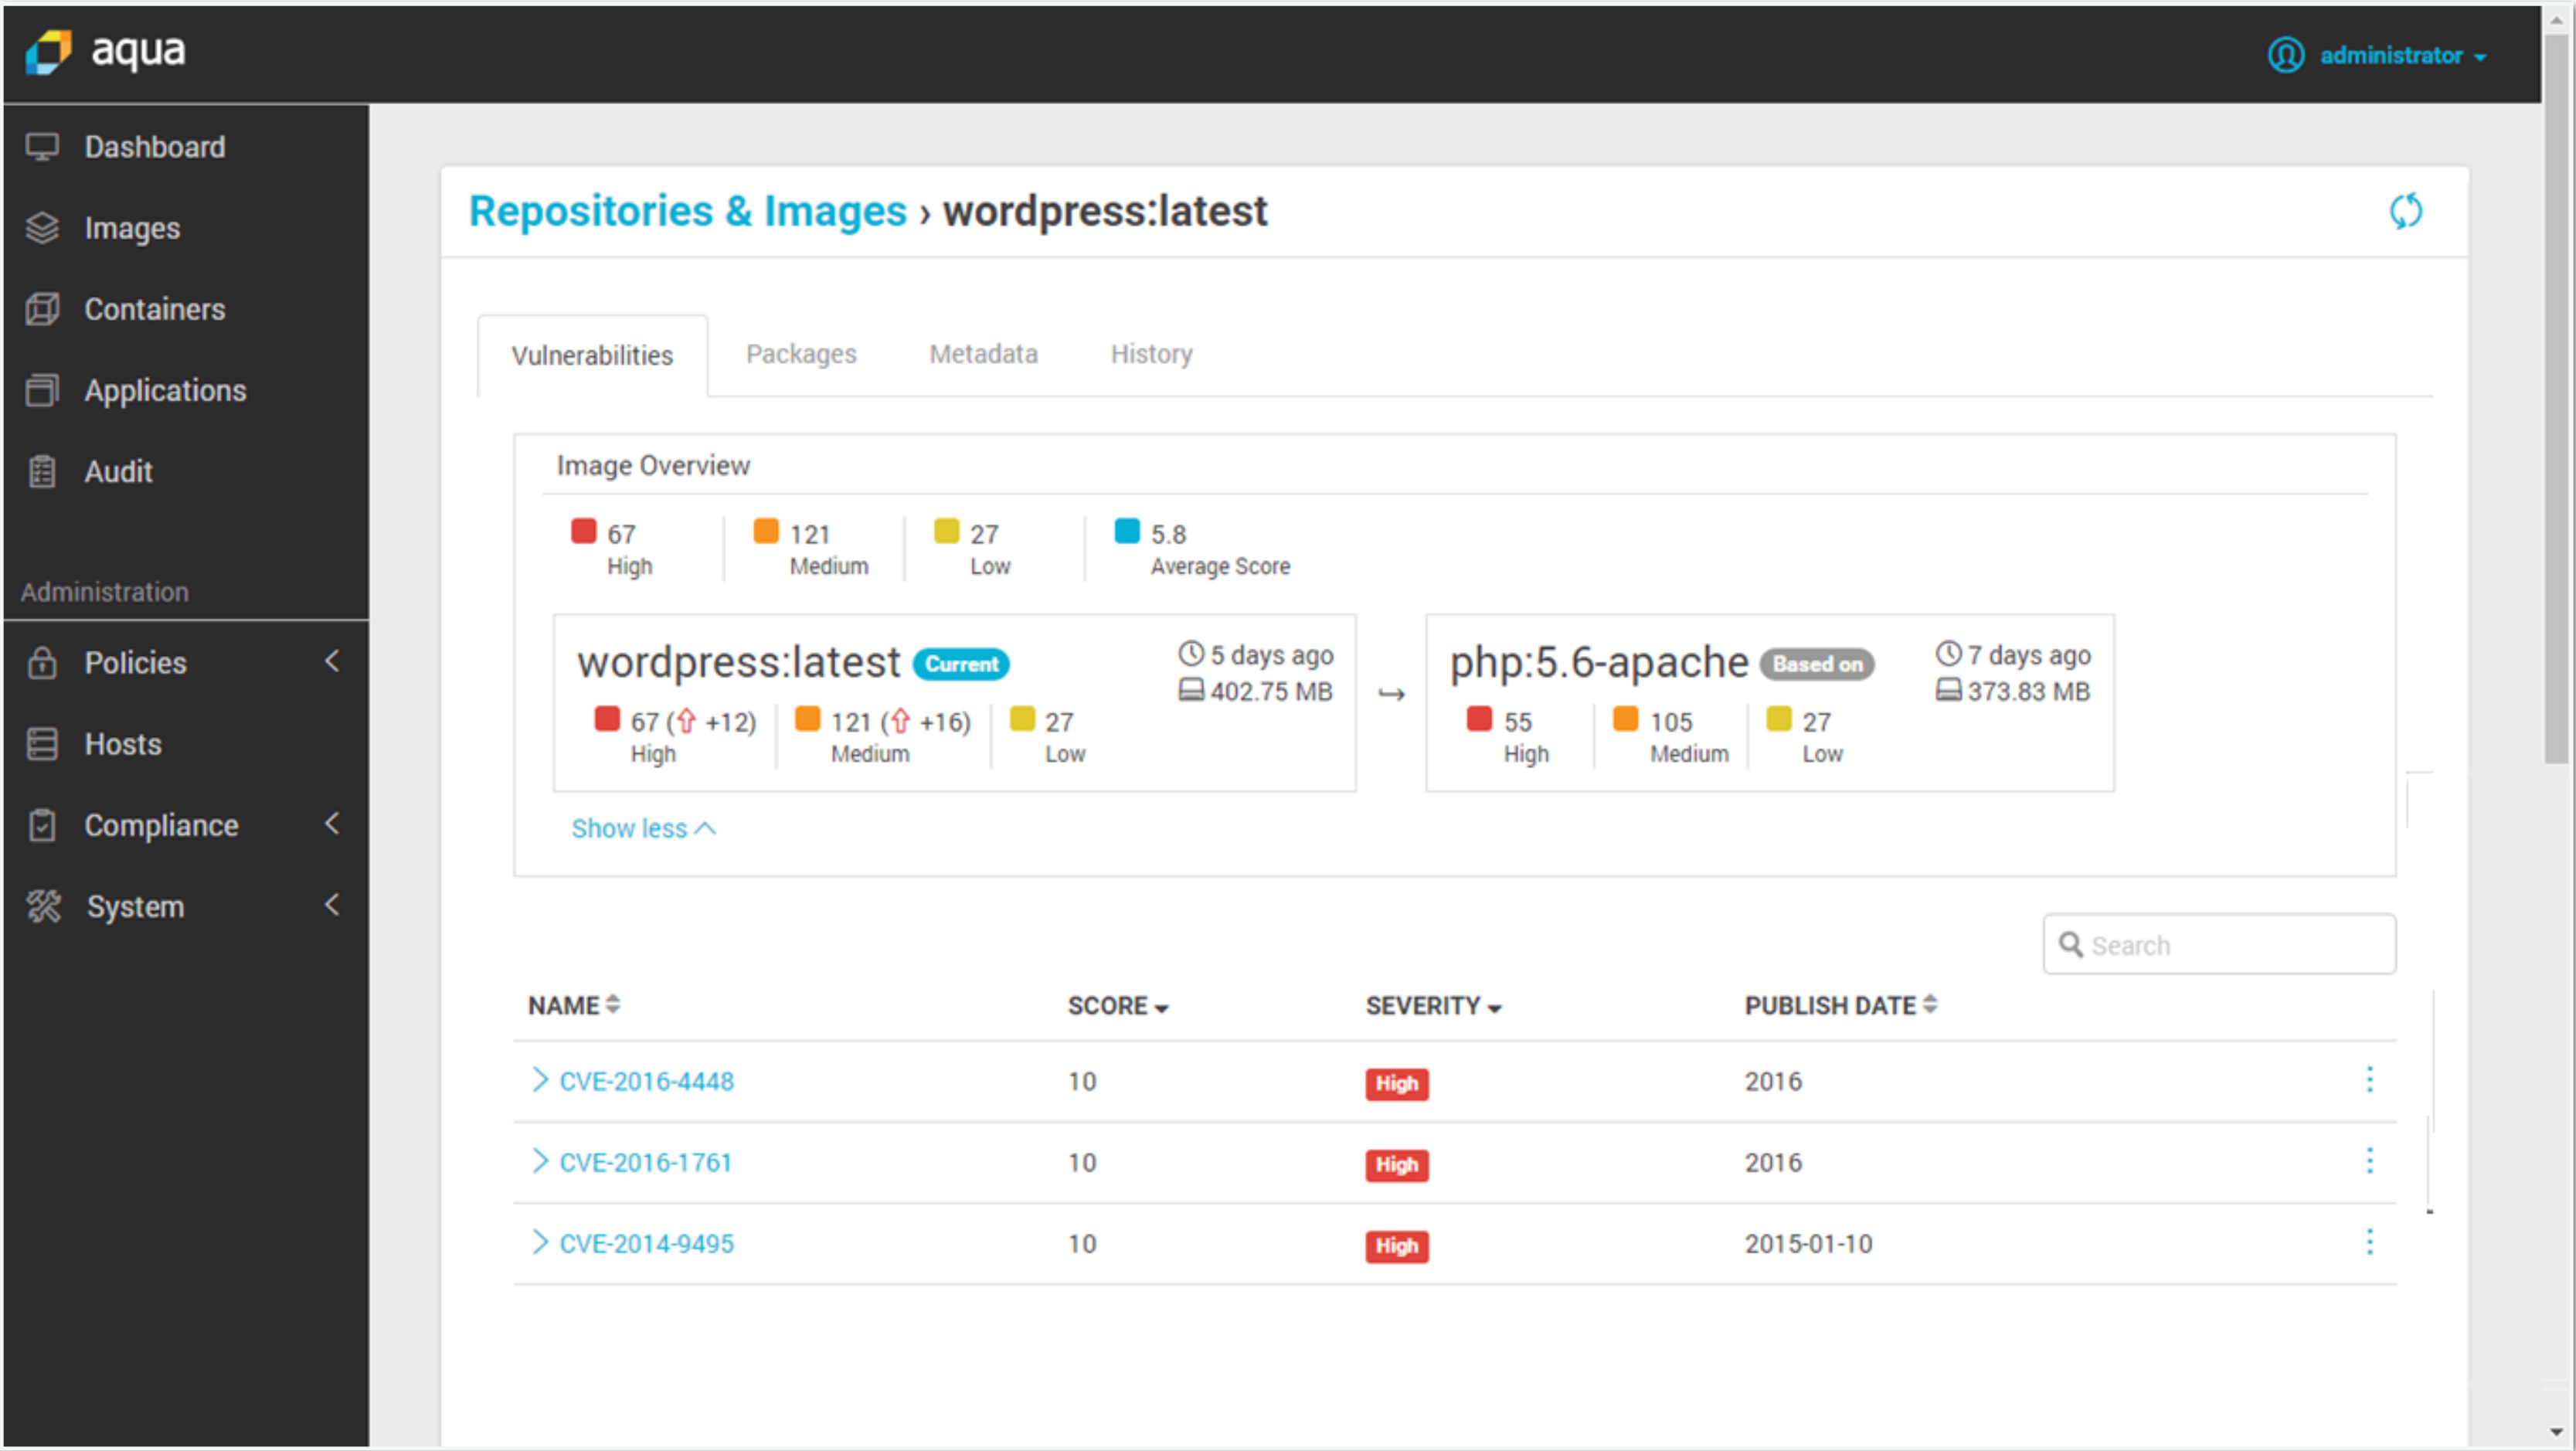 aqua
administrator
Dashboard
Images
Containers
Applications
Audit
Administration
Policies
Hosts
Compliance
System
Repositories & Images › wordpress:latest
Vulnerabilities Packages Metadata History
Image Overview
67 121 27 5.8
High Medium Low Average Score
wordpress:latest Current 5 days ago
402.75 MB
67 (⇧ +12) 121 (⇧ +16) 27
High Medium Low
php:5.6-apache Based on 7 days ago
373.83 MB
55 105 27
High Medium Low
Show less
Search
NAME SCORE SEVERITY PUBLISH DATE
CVE-2016-4448 10 High 2016
CVE-2016-1761 10 High 2016
CVE-2014-9495 10 High 2015-01-10